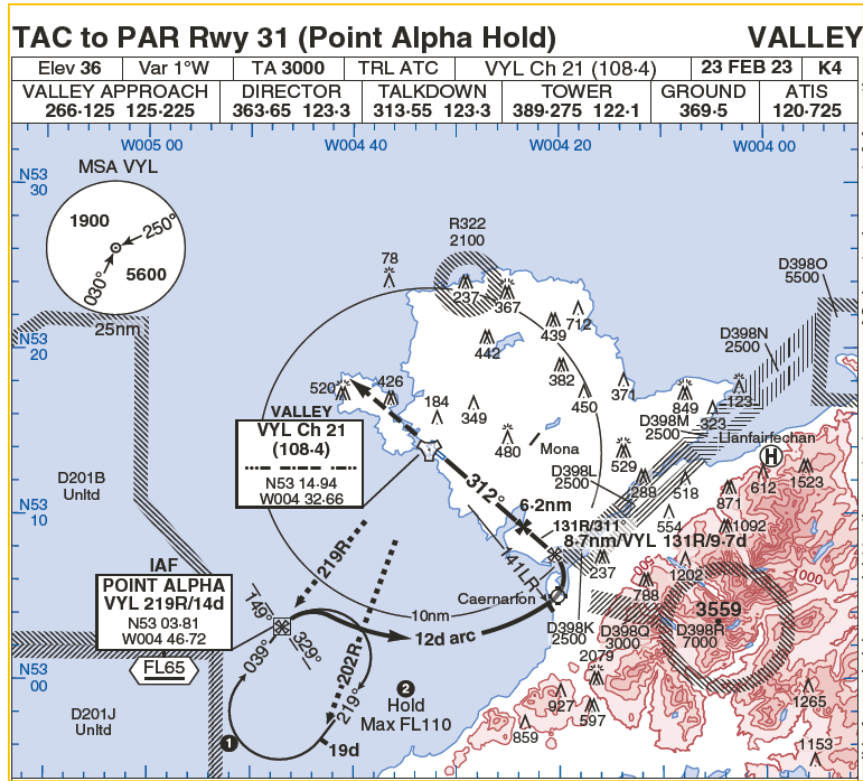 TAC to PAR Rwy 31 (Point Alpha Hold) VALLEY
Elev 36 Var 1°W TA 3000 TRL ATC VYL Ch 21 (108·4) 23 FEB 23 K4
VALLEY APPROACH DIRECTOR TALKDOWN TOWER GROUND ATIS
266·125 125·225 363·65 123·3 313·55 123·3 389·275 122·1 369·5 120·725
W005 00 W004 40 W004 20 W004 00
MSA VYL
N53
30
1900
250°
5600
030°
25nm
R322
2100
78
237
367
D398O
5500
N53
20
439
712
D398N
2500
442
382
371
520
426
184
349
450
849
323
123
D398M
2500
VALLEY
VYL Ch 21
(108·4)
N53 14·94
W004 32·66
480
Mona
529
Llanfairfechan
H
D201B
Unltd
312°
D398L
2500
288
518
612
1523
N53
10
6·2nm
871
554
1092
131R/311°
8·7nm/VYL 131R/9·7d
219R
141LR
237
1202
IAF
POINT ALPHA
VYL 219R/14d
N53 03·81
W004 46·72
FL65
149°
329°
039°
10nm
Caernarfon
788
3559
D398R
7000
12d arc
D398K
2500
D398Q
3000
2079
202R
219°
N53
00
2
Hold
Max FL110
927
597
859
1265
1153
D201J
Unltd
1
19d